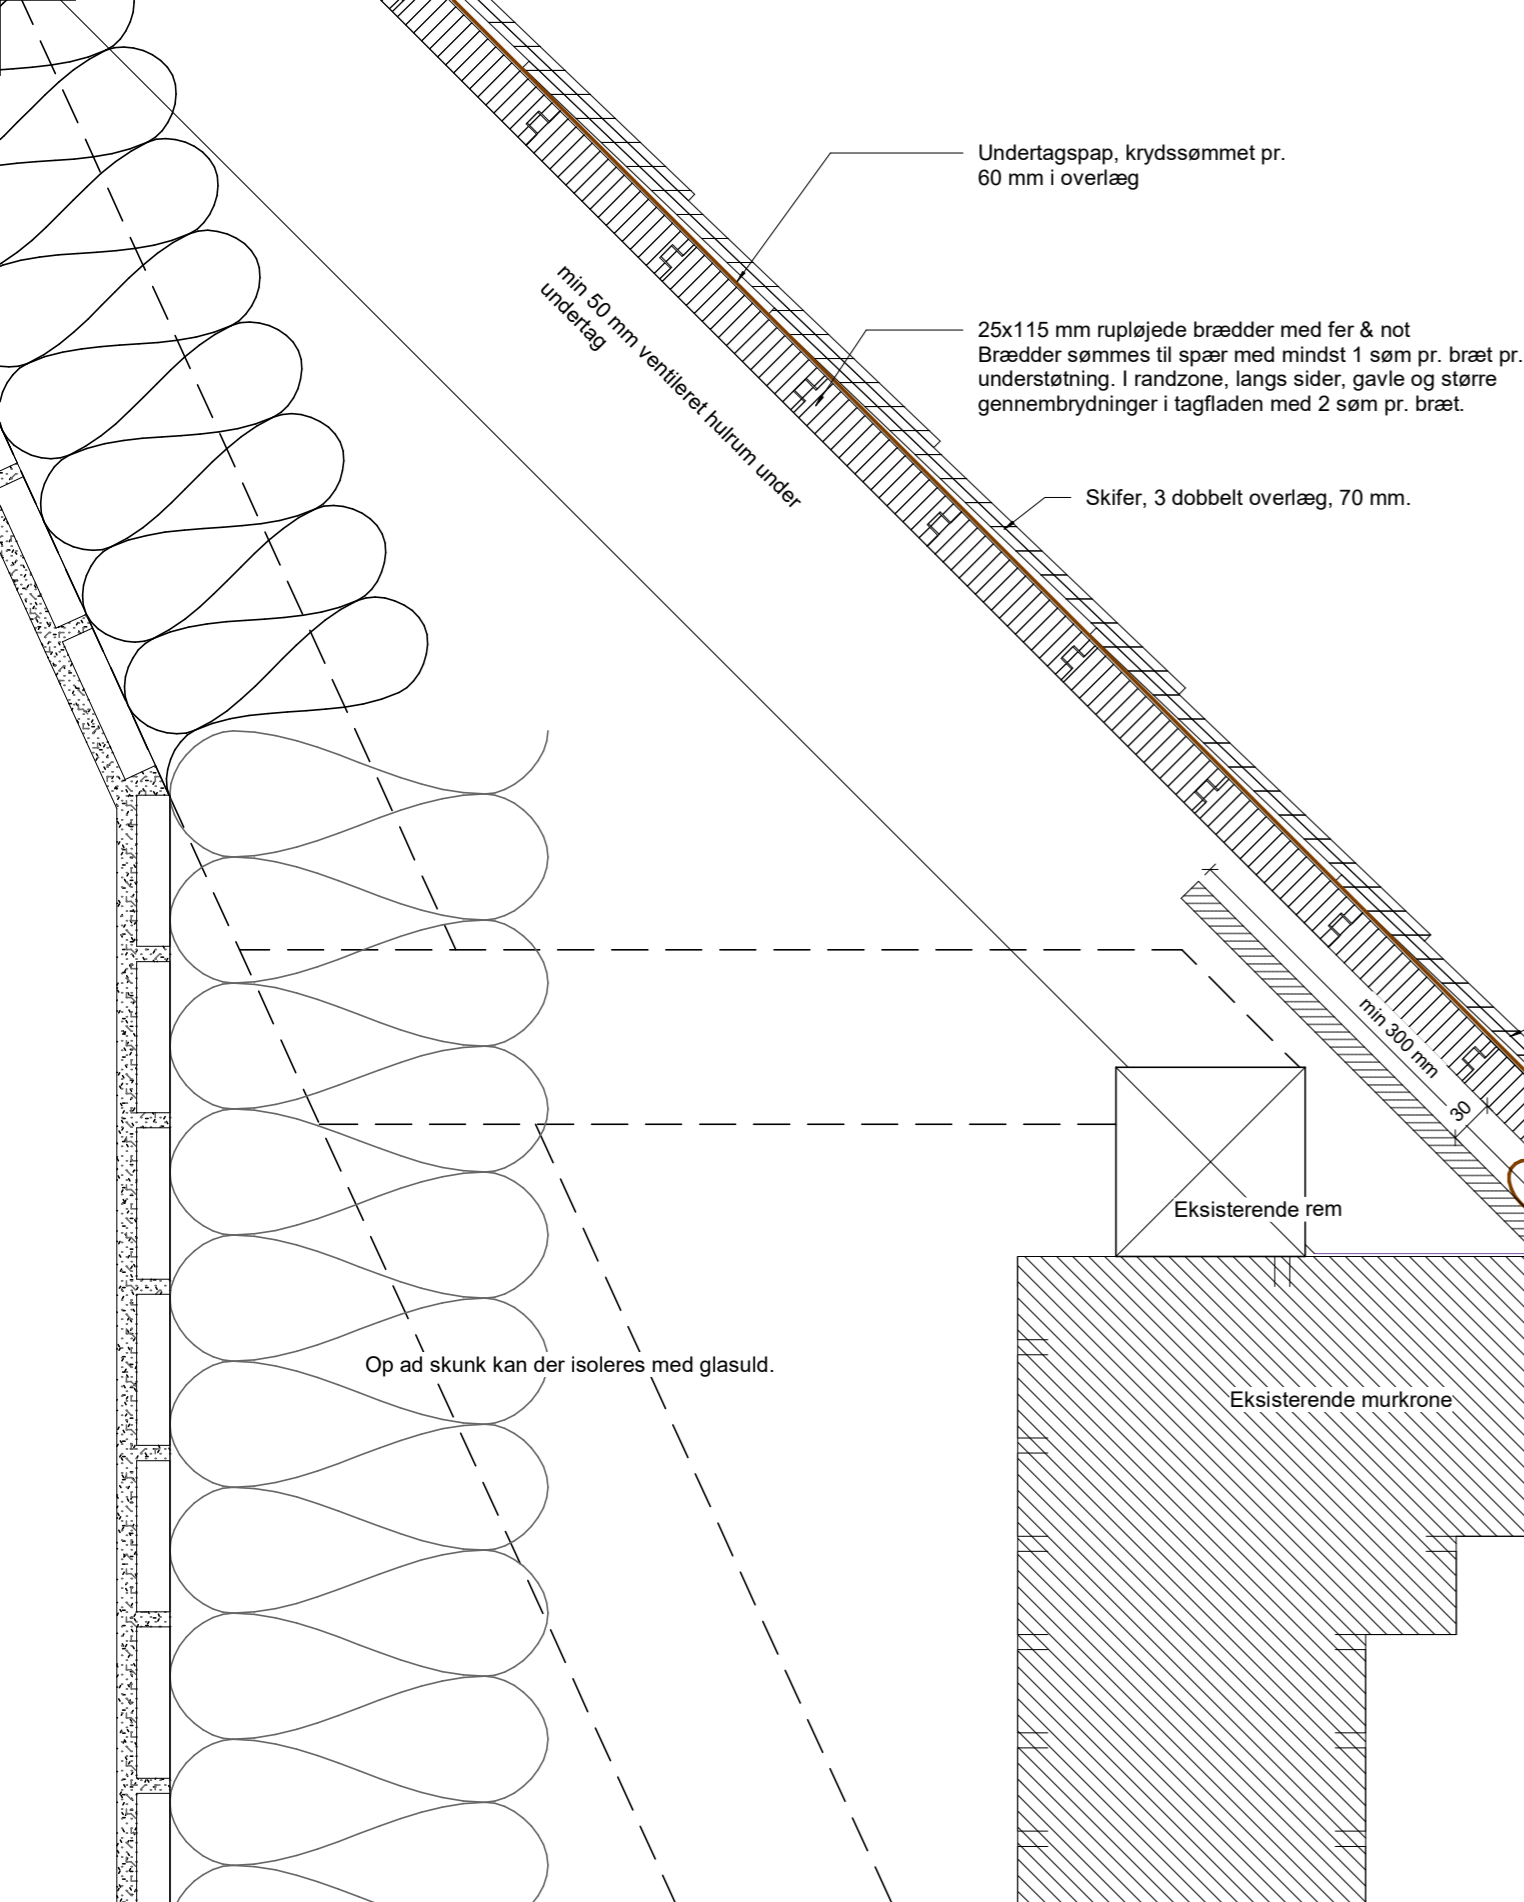 Undertagspap, krydssømmet pr.
60 mm i overlæg
min 50 mm ventileret hulrum under
undertag
25x115 mm rupløjede brædder med fer & not
Brædder sømmes til spær med mindst 1 søm pr. bræt pr.
understøtning. I randzone, langs sider, gavle og større
gennembrydninger i tagfladen med 2 søm pr. bræt.
Skifer, 3 dobbelt overlæg, 70 mm.
min 300 mm
30
Eksisterende rem
Op ad skunk kan der isoleres med glasuld.
Eksisterende murkrone